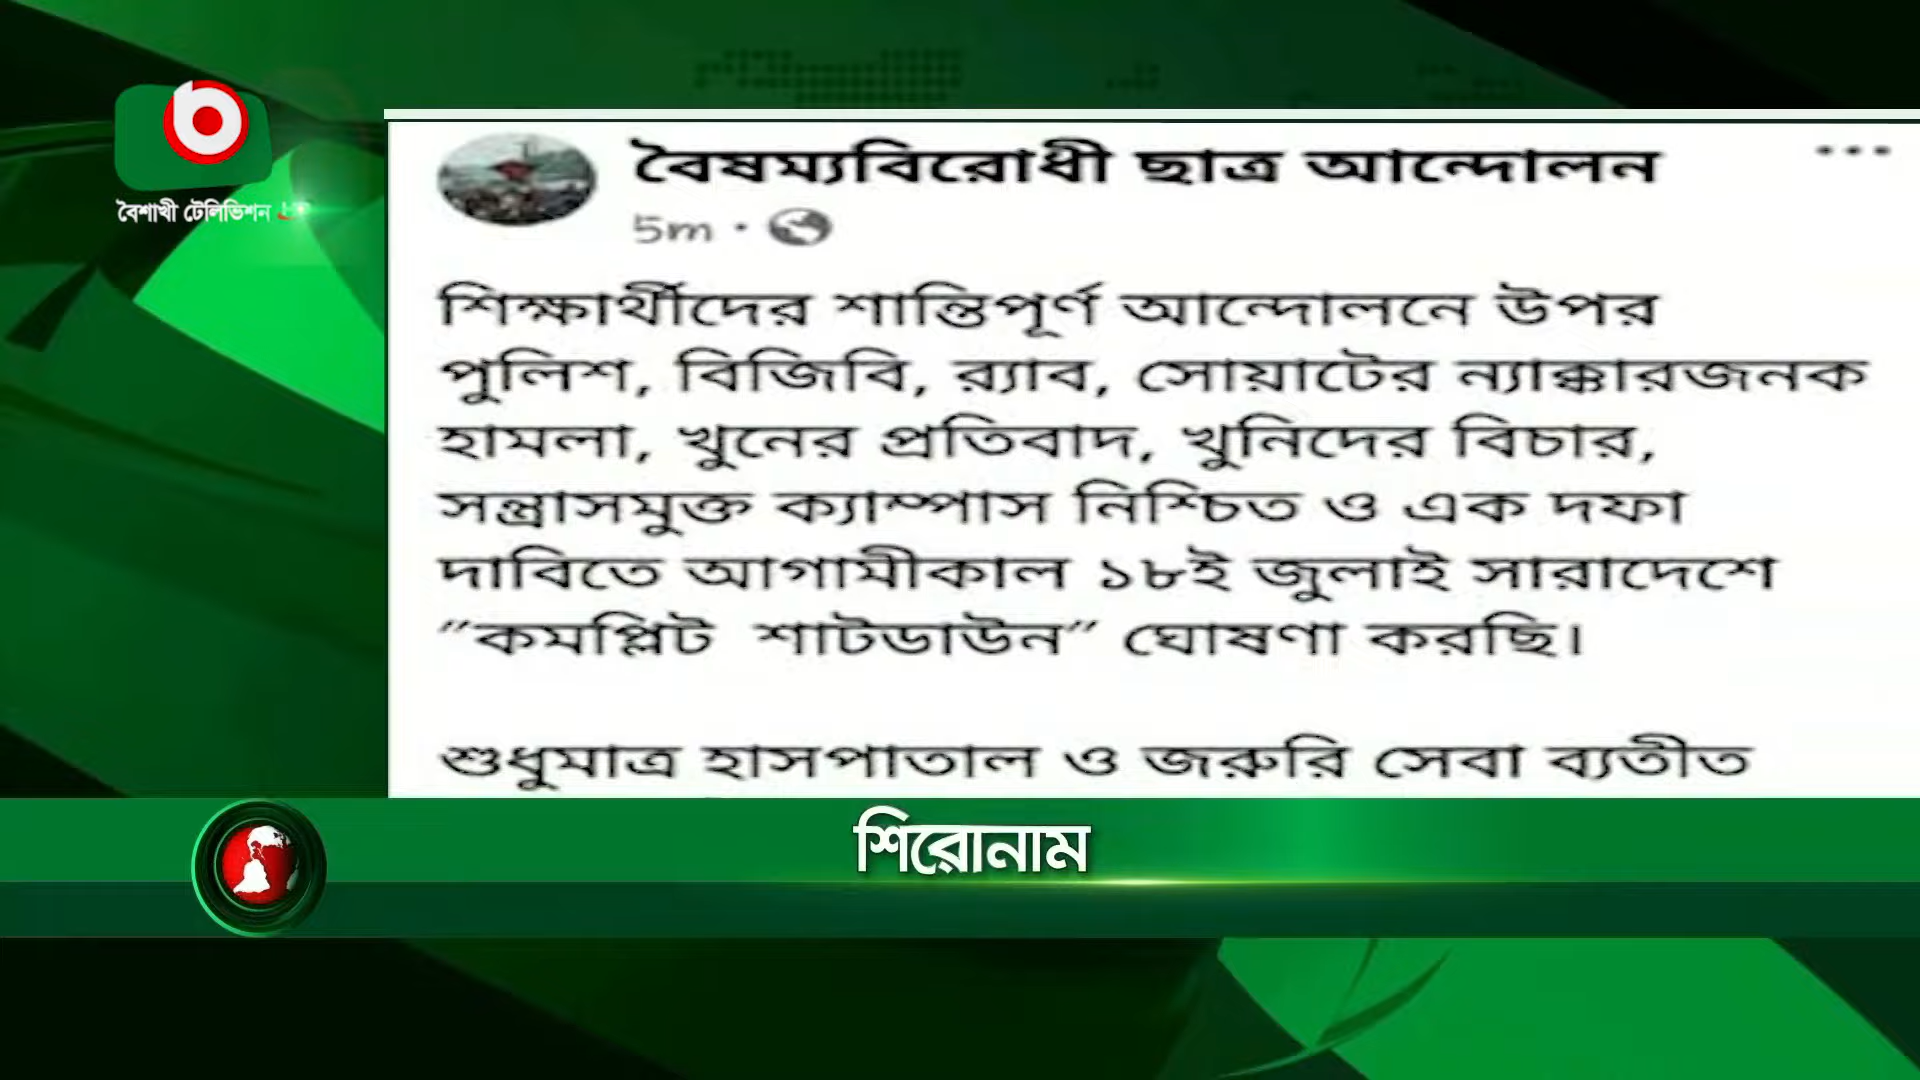 বৈশাখী টেলিভিশন
বৈষম্যবিরোধী ছাত্র আন্দোলন
5m
শিক্ষার্থীদের শান্তিপূর্ণ আন্দোলনে উপর
পুলিশ, বিজিবি, র‍্যাব, সোয়াটের ন্যাক্কারজনক
হামলা, খুনের প্রতিবাদ, খুনিদের বিচার,
সন্ত্রাসমুক্ত ক্যাম্পাস নিশ্চিত ও এক দফা
দাবিতে আগামীকাল ১৮ই জুলাই সারাদেশে
“কমপ্লিট শাটডাউন” ঘোষণা করছি।
শুধুমাত্র হাসপাতাল ও জরুরি সেবা ব্যতীত
শিরোনাম